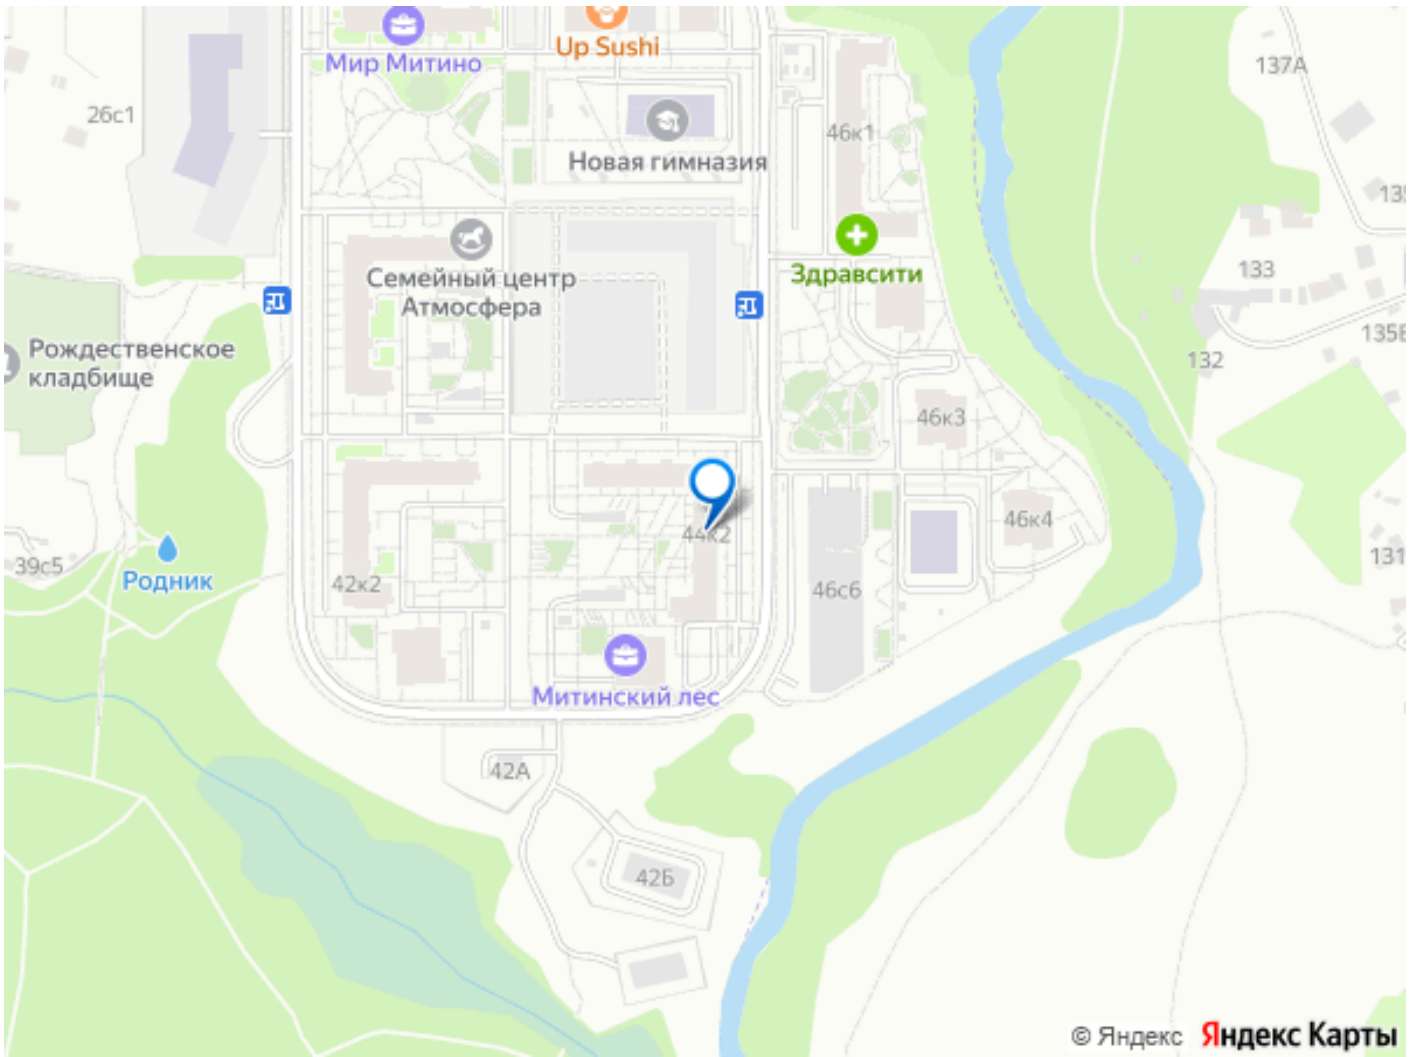 Up Sushi
Мир Митино
137А
26с1
46к1
Новая гимназия
Здравсити
133
Семейный центр
Атмосфера
Рождественское
кладбище
132
46к3
44к2
46к4
39с5
Родник
42к2
46с6
131
Митинский лес
42А
42Б
© Яндекс Яндекс Карты